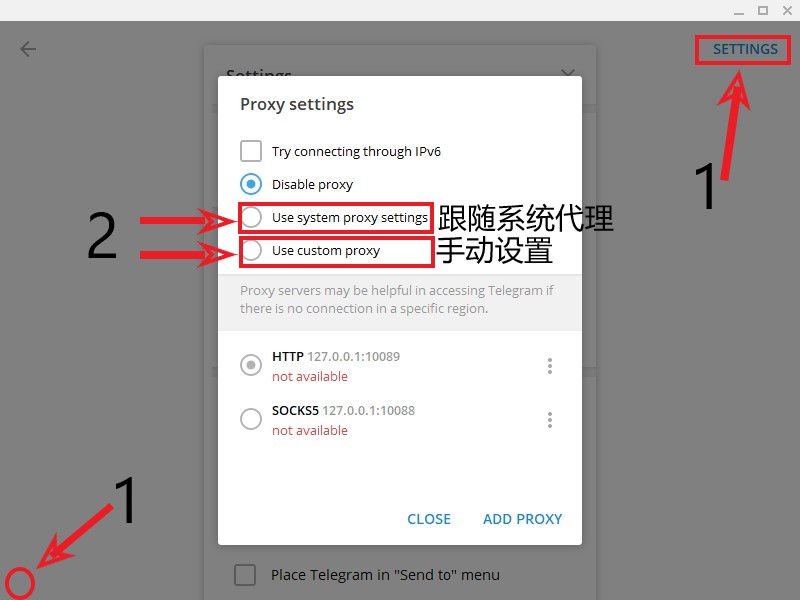 SETTINGS
Settings
Proxy settings
1
Try connecting through IPv6
Disable proxy
2
Use system proxy settings 跟随系统代理
Use custom proxy 手动设置
Proxy servers may be helpful in accessing Telegram if
there is no connection in a specific region.
HTTP 127.0.0.1:10089
not available
SOCKS5 127.0.0.1:10088
not available
1
CLOSE ADD PROXY
Place Telegram in "Send to" menu